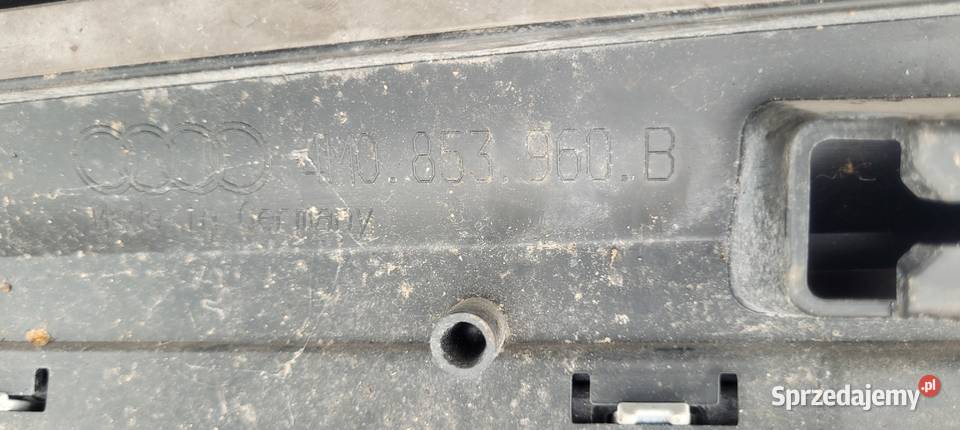 4M0.853.960.B
Made in Germany
Sprzedajemy.pl